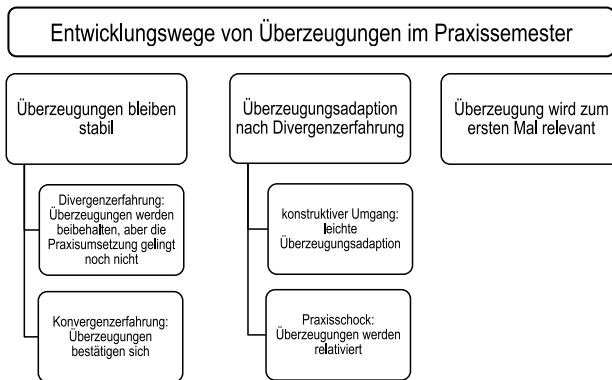 Entwicklungswege von Überzeugungen im Praxissemester
Überzeugungen bleiben
stabil
Divergenzerfahrung:
Überzeugungen werden
beibehalten, aber die
Praxisumsetzung gelingt
noch nicht
Konvergenzerfahrung:
Überzeugungen
bestätigen sich
Überzeugungsadaption
nach Divergenzerfahrung
konstruktiver Umgang:
leichte
Überzeugungsadaption
Praxisschock:
Überzeugungen werden
relativiert
Überzeugung wird zum
ersten Mal relevant